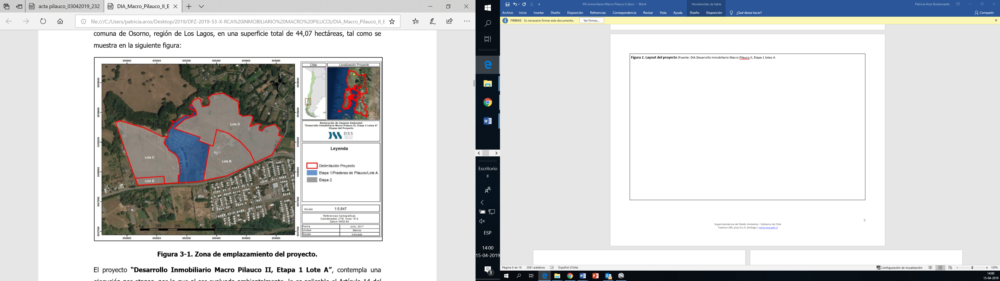 acta pilauco_03042019_232
DIA_Macro_Pilauco_II_E
file:///C:/Users/patricia.aros/Desktop/2019/DFZ-2019-53-X-RCA%20iNMOBILIARIO%20MACRO%20PILUCO)/DIA_Macro_Pilauco_II_E
comuna de Osorno, región de Los Lagos, en una superficie total de 44,07 hectáreas, tal como se
muestra en la siguiente figura:
658800 659000 659200 659400 659600 659800
Chile
Localización Proyecto
Lote D
Lote C
Lote B
Lote E
Declaración de Impacto Ambiental
"Desarrollo Inmobiliario Macro Pilauco II, Etapa 1 Lotea A"
Etapas del Proyecto
DSS
Leyenda
Delimitación Proyecto
Etapa 1/Praderas de Pilauco/Lote A
Etapa 2
Escala 1:5.847
Referencias Cartográficas
Coordenadas UTM, Huso 18 S
Datum WGS 84
Fecha Julio, 2017
Unidad Metros
Escala Indicada
0 125 250 500 750
Meters
658800 659000 659200 659400 659600 659800
Figura 3-1. Zona de emplazamiento del proyecto.
El proyecto “Desarrollo Inmobiliario Macro Pilauco II, Etapa 1 Lote A”, contempla una
ejecución por etapas, por lo que al ser evaluado ambientalmente, le es aplicable el Artículo 14 del
Escritorio
ESP
14:00
15-04-2019
3
IFA inmoviliario Macro Pilauco II.docx - Word
Herramientas de tabla
Patricia Aros Bustamante
Archivo Inicio Insertar Diseño Disposición Referencias Correspondencia Revisar Vista Ayuda Diseño Disposición ¿Qué desea hacer? Compartir
FIRMAS Es necesario firmar este documento. Ver firmas...
Figura 2. Layout del proyecto (Fuente: DIA Desarrollo Inmobiliario Macro Pilauco II, Etapa 1 loteo A
5
Superintendencia del Medio Ambiente – Gobierno de Chile
Teatinos 280, pisos 8 y 9, Santiago / www.sma.gob.cl
Página 6 de 16 2061 palabras Español (Chile) Configuración de visualización 100%
14:00
15-04-2019